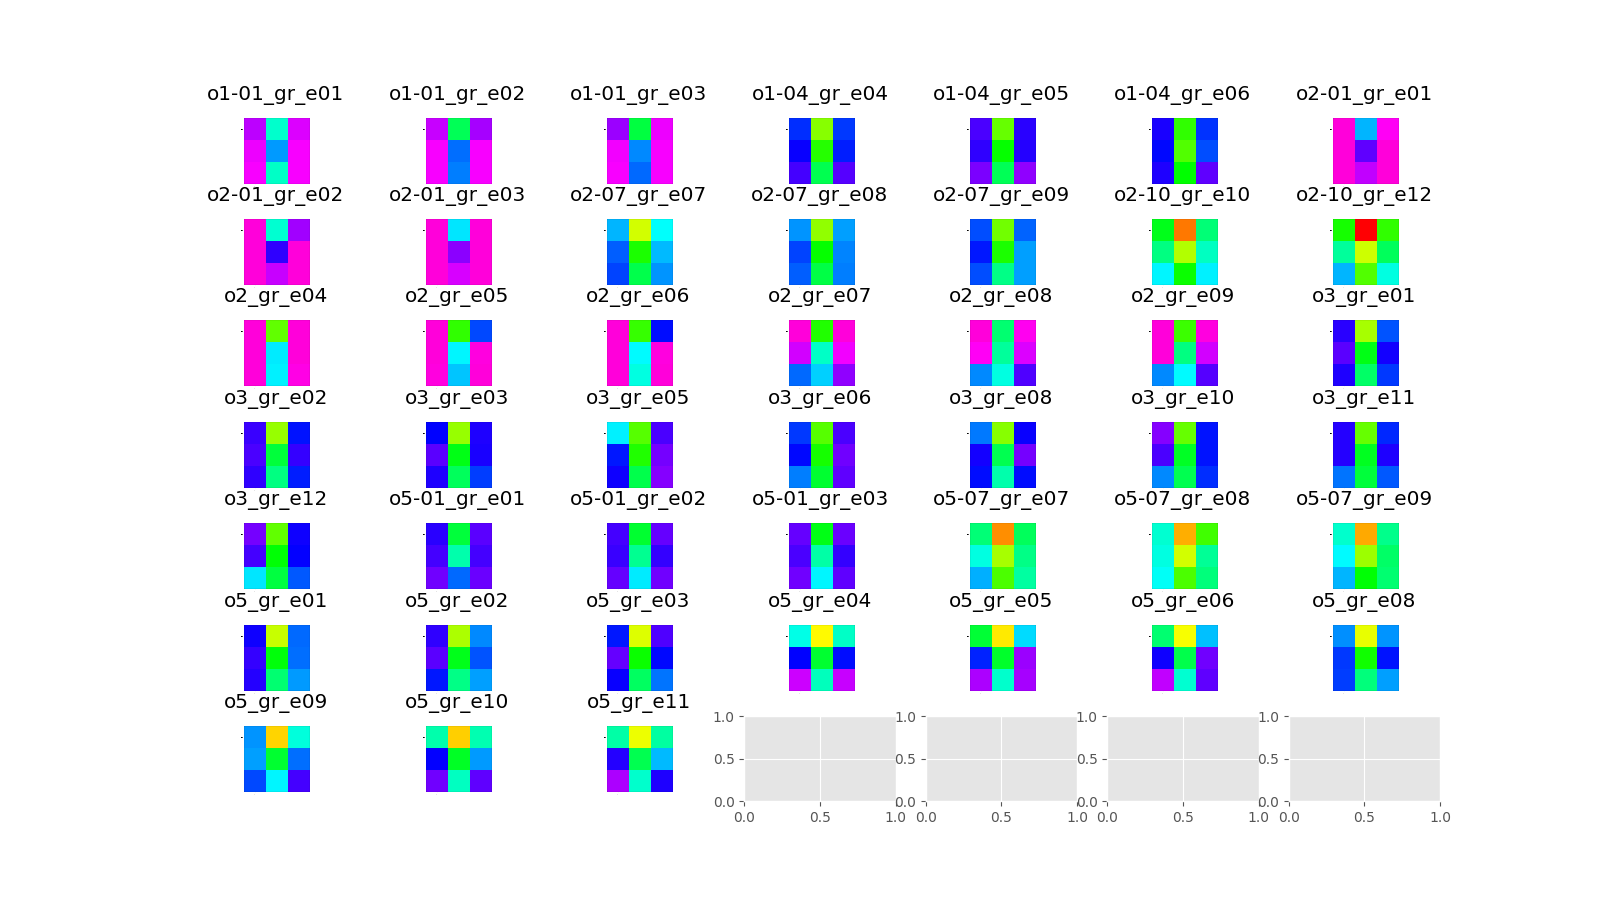 o1-01_gr_e01 o1-01_gr_e02 o1-01_gr_e03 o1-04_gr_e04 o1-04_gr_e05 o1-04_gr_e06 o2-01_gr_e01
o2-01_gr_e02 o2-01_gr_e03 o2-07_gr_e07 o2-07_gr_e08 o2-07_gr_e09 o2-10_gr_e10 o2-10_gr_e12
o2_gr_e04 o2_gr_e05 o2_gr_e06 o2_gr_e07 o2_gr_e08 o2_gr_e09 o3_gr_e01
o3_gr_e02 o3_gr_e03 o3_gr_e05 o3_gr_e06 o3_gr_e08 o3_gr_e10 o3_gr_e11
o3_gr_e12 o5-01_gr_e01 o5-01_gr_e02 o5-01_gr_e03 o5-07_gr_e07 o5-07_gr_e08 o5-07_gr_e09
o5_gr_e01 o5_gr_e02 o5_gr_e03 o5_gr_e04 o5_gr_e05 o5_gr_e06 o5_gr_e08
o5_gr_e09 o5_gr_e10 o5_gr_e11
1.0 1.0 1.0 1.0
0.5 0.5 0.5 0.5
0.0 0.0 0.0 0.0
0.0 0.5 1.0 0.0 0.5 1.0 0.0 0.5 1.0 0.0 0.5 1.0